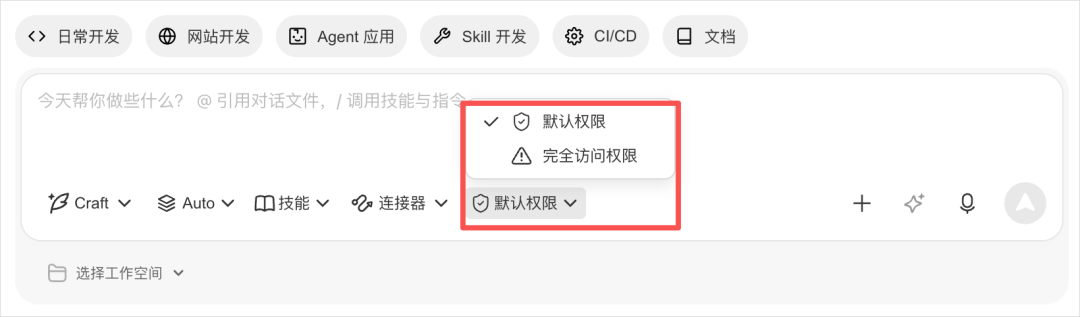 日常开发 网站开发 Agent 应用 Skill 开发 CI/CD 文档
今天帮你做些什么? @ 引用对话文件, / 调用技能与指令
默认权限
完全访问权限
Craft Auto 技能 连接器 默认权限
选择工作空间